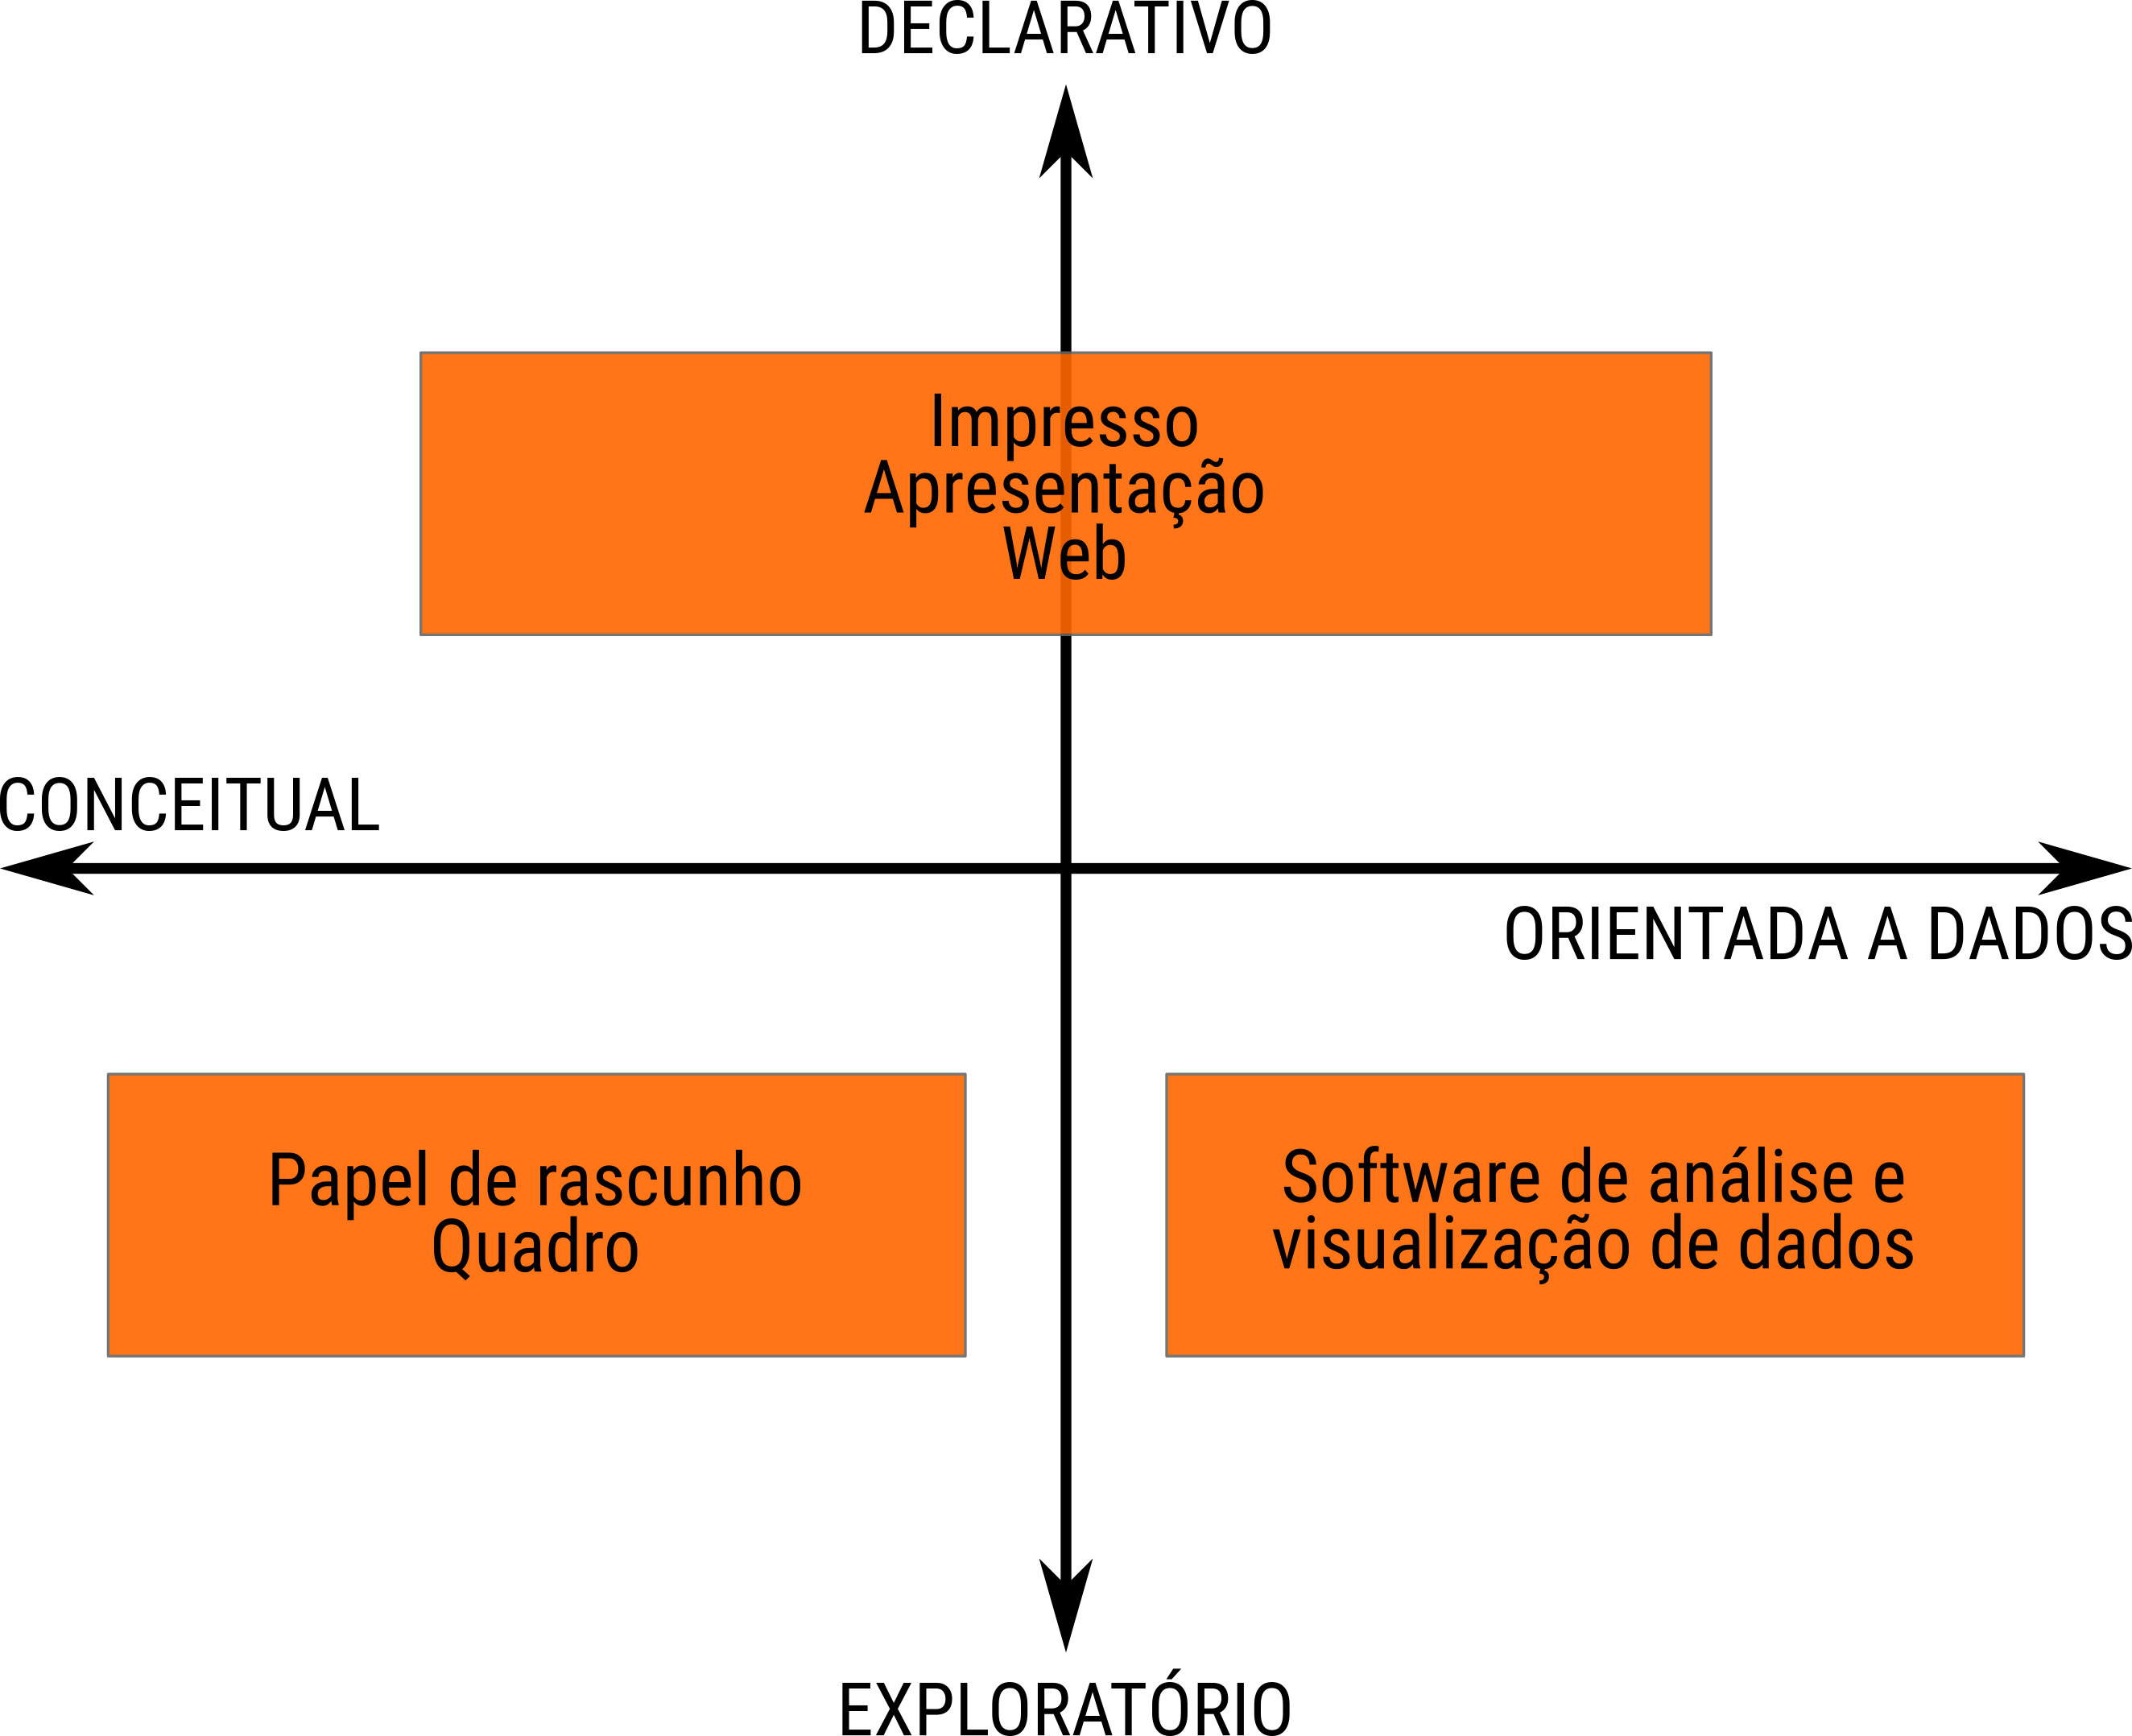 DECLARATIVO
Impresso
Apresentação
Web
CONCEITUAL
ORIENTADA A DADOS
Papel de rascunho
Quadro
Software de análise e
visualização de dados
EXPLORATÓRIO